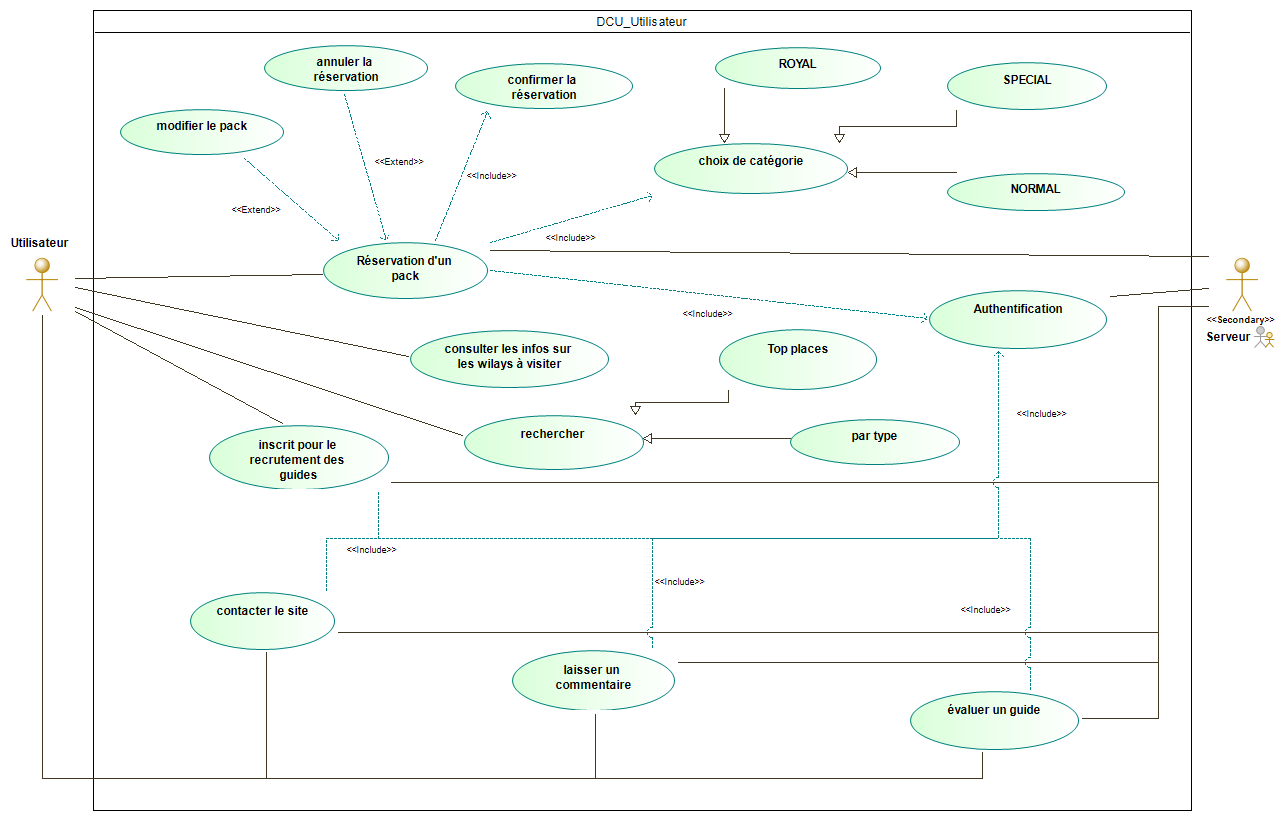 DCU_Utilisateur
annuler la
réservation
confirmer la
réservation
ROYAL
SPECIAL
modifier le pack
choix de catégorie
<<Extend>>
<<Include>>
NORMAL
<<Extend>>
<<Include>>
Utilisateur
Réservation d'un
pack
Authentification
<<Include>>
<<Secondary>>
Serveur
consulter les infos sur
les wilays à visiter
Top places
<<Include>>
rechercher
par type
inscrit pour le
recrutement des
guides
<<Include>>
<<Include>>
<<Include>>
contacter le site
laisser un
commentaire
évaluer un guide